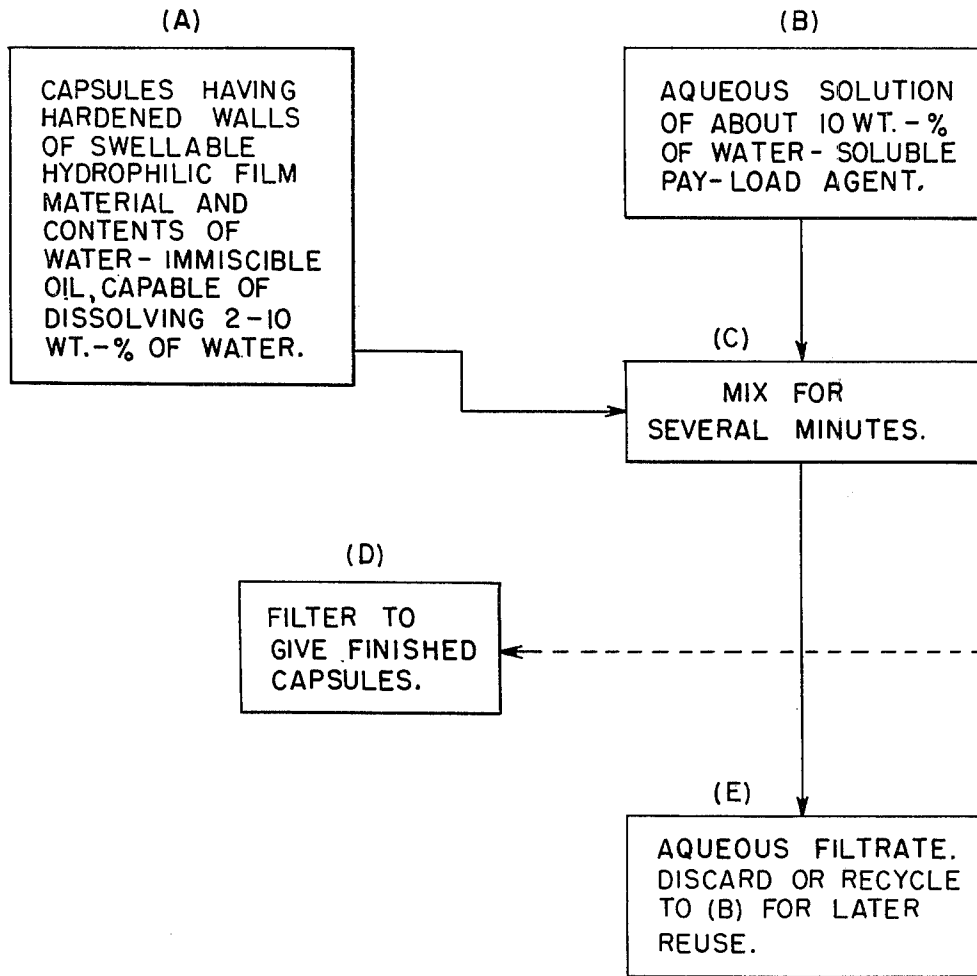 (A)
CAPSULES HAVING
HARDENED WALLS
OF SWELLABLE
HYDROPHILIC FILM
MATERIAL AND
CONTENTS OF
WATER-IMMISCIBLE
OIL, CAPABLE OF
DISSOLVING 2-10
WT.-% OF WATER.
(B)
AQUEOUS SOLUTION
OF ABOUT 10 WT.-%
OF WATER-SOLUBLE
PAY-LOAD AGENT.
(C)
MIX FOR
SEVERAL MINUTES.
(D)
FILTER TO
GIVE FINISHED
CAPSULES.
(E)
AQUEOUS FILTRATE.
DISCARD OR RECYCLE
TO (B) FOR LATER
REUSE.